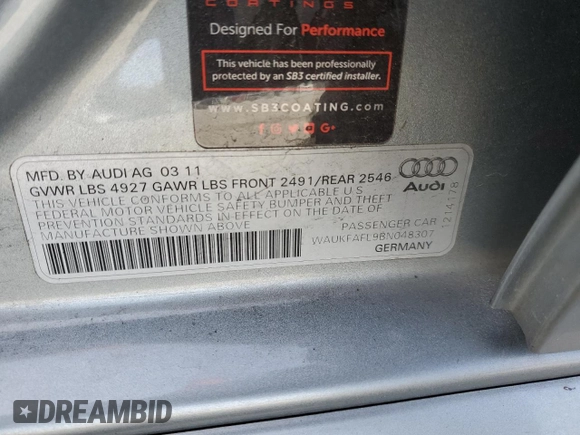 COATINGS
Designed For Performance
This vehicle has been professionally
protected by an SB3 certified installer.
WWW.SB3COATING.COM
MFD. BY AUDI AG 03 11
GVWR LBS 4927 GAWR LBS FRONT 2491/REAR 2546
THIS VEHICLE CONFORMS TO ALL APPLICABLE U.S.
FEDERAL MOTOR VEHICLE SAFETY BUMPER AND THEFT
PREVENTION STANDARDS IN EFFECT ON THE DATE OF
MANUFACTURE SHOWN ABOVE.
Audi
PASSENGER CAR
WAUKFAFL9BN048307
GERMANY
1214178
DREAMBID